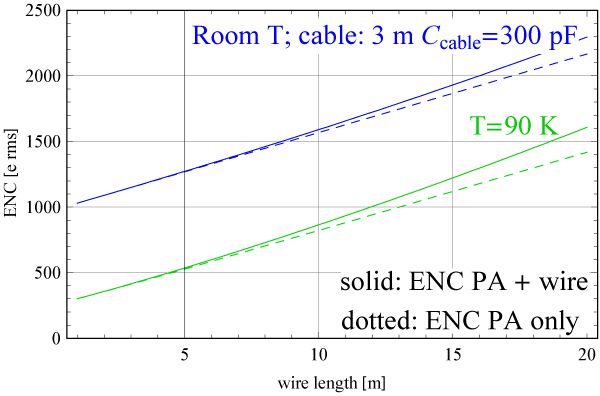 2500
2000
1500
1000
500
0
ENC [e rms]
Room T; cable: 3 m Ccable=300 pF
T=90 K
solid: ENC PA + wire
dotted: ENC PA only
5 10 15 20
wire length [m]